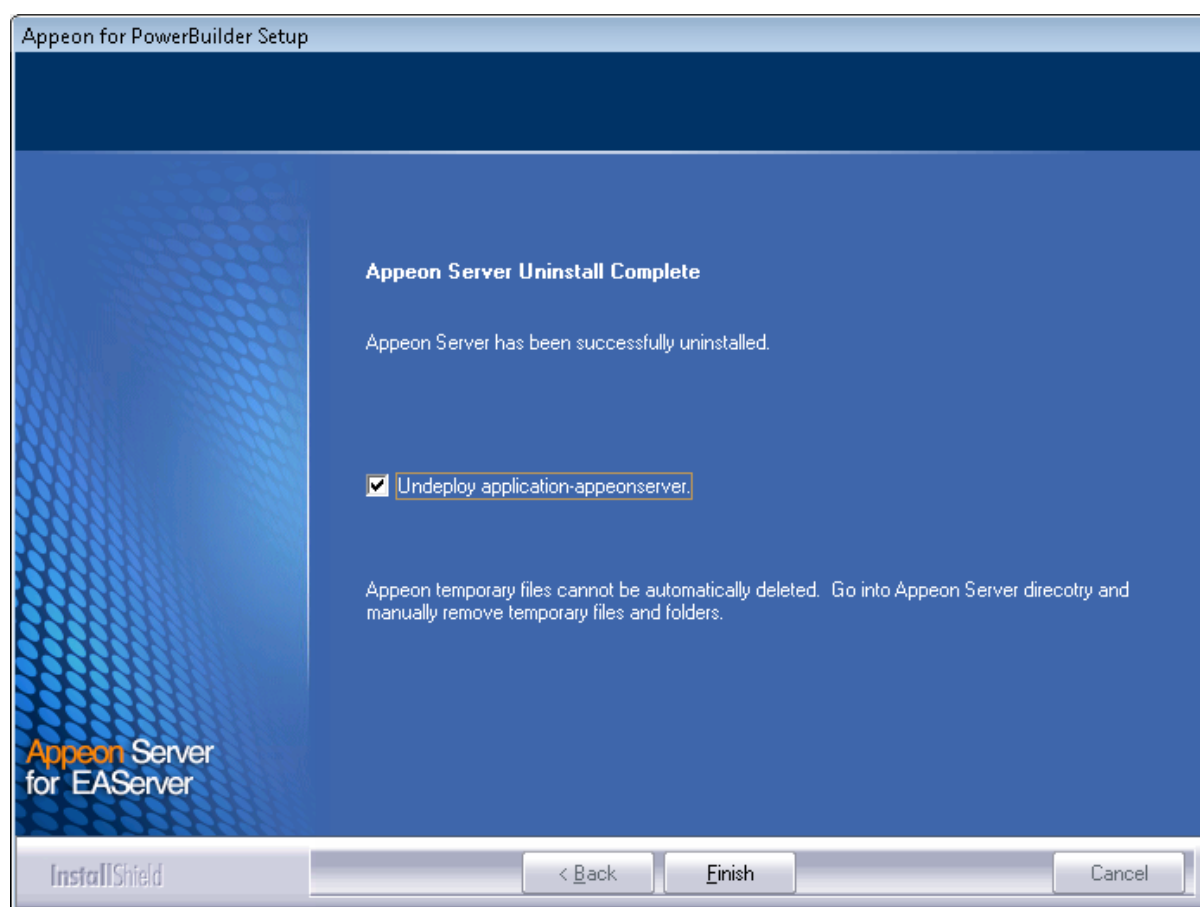 Appeon for PowerBuilder Setup
Appeon Server Uninstall Complete
Appeon Server has been successfully uninstalled.
Undeploy application-appeonserver.
Appeon temporary files cannot be automatically deleted.  Go into Appeon Server direcotry and
manually remove temporary files and folders.
Appeon Server
for EAServer
InstallShield
< Back
Finish
Cancel